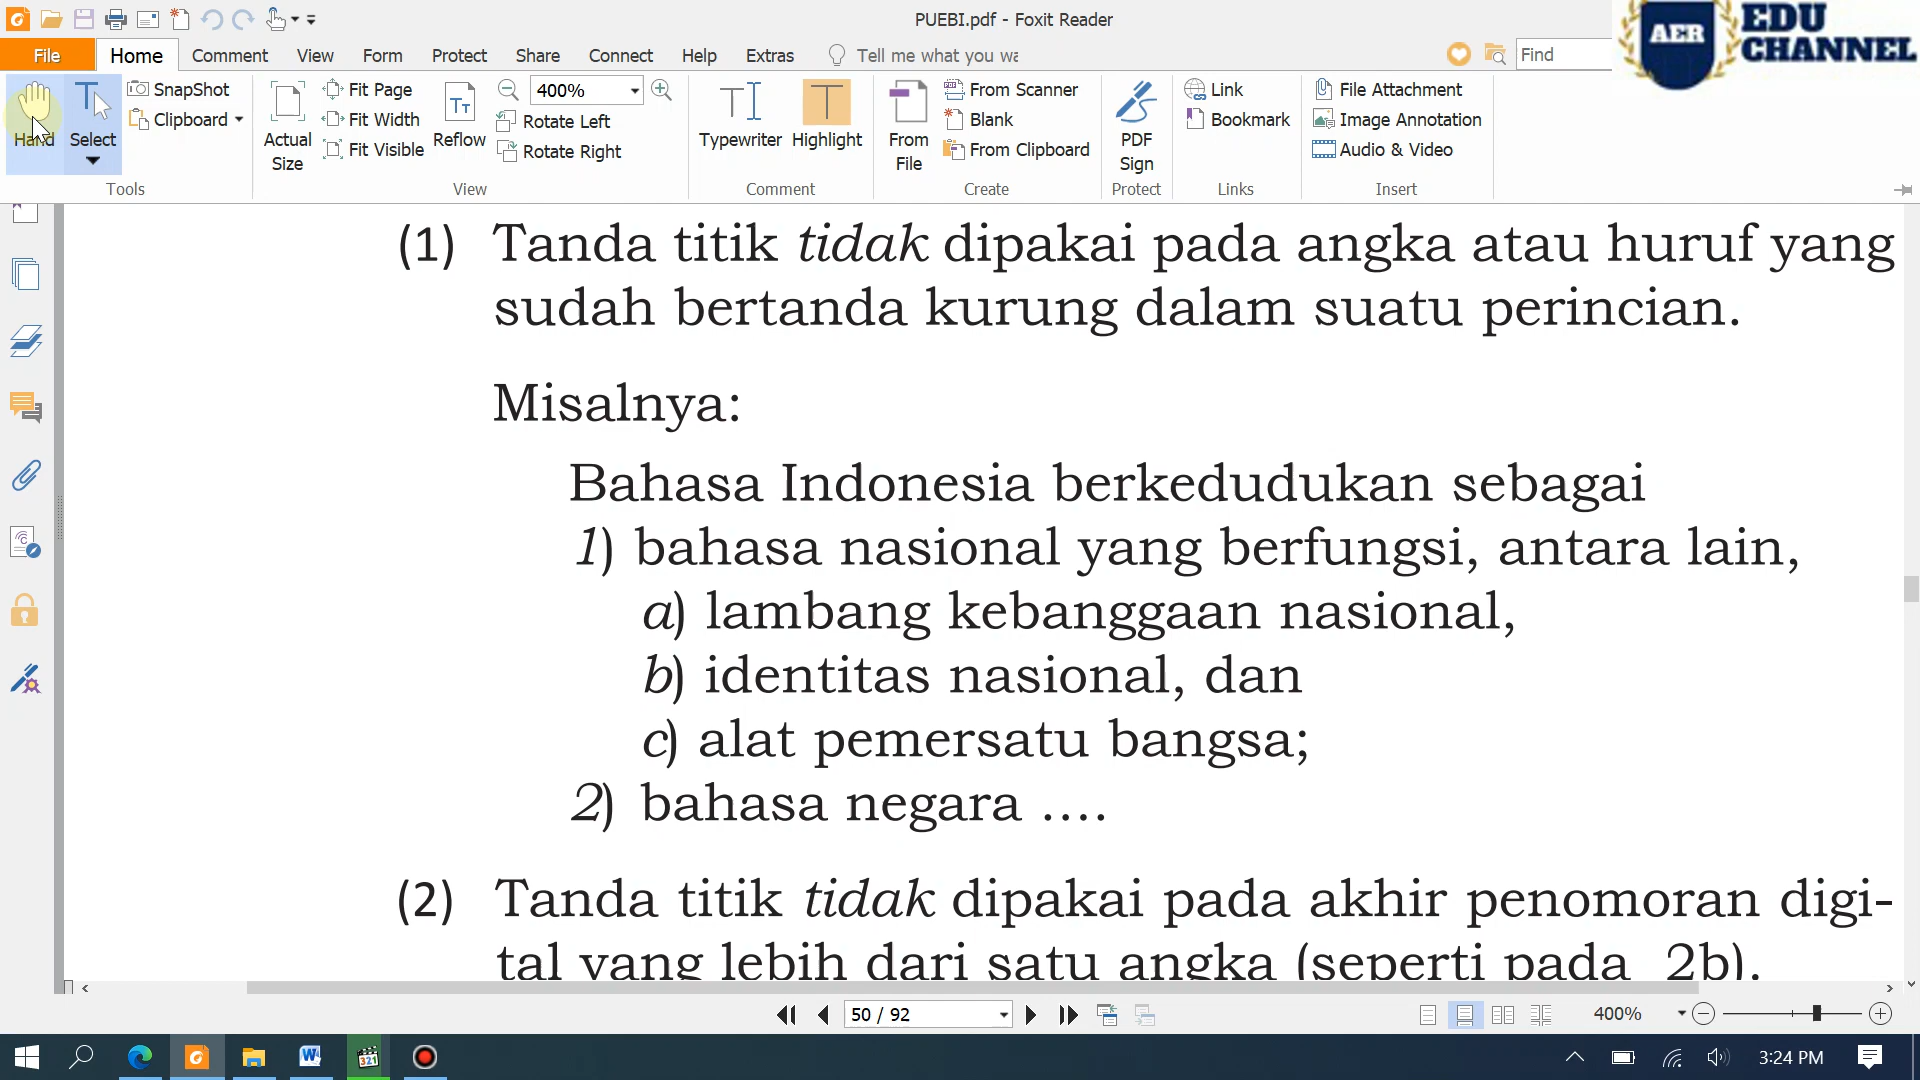 PUEBI.pdf - Foxit Reader
AER EDU CHANNEL
File Home Comment View Form Protect Share Connect Help Extras Tell me what you wa Find
Hand Select SnapShot Clipboard
Tools
Actual Size Fit Page Fit Width Fit Visible Reflow 400% Rotate Left Rotate Right
View
Typewriter Highlight
Comment
From File From Scanner Blank From Clipboard
Create
PDF Sign
Protect
Link Bookmark
Links
File Attachment Image Annotation Audio & Video
Insert
(1) Tanda titik tidak dipakai pada angka atau huruf yang
sudah bertanda kurung dalam suatu perincian.
Misalnya:
Bahasa Indonesia berkedudukan sebagai
1) bahasa nasional yang berfungsi, antara lain,
a) lambang kebanggaan nasional,
b) identitas nasional, dan
c) alat pemersatu bangsa;
2) bahasa negara ....
(2) Tanda titik tidak dipakai pada akhir penomoran digi-
tal yang lebih dari satu angka (seperti pada 2b).
50 / 92 400%
321 3:24 PM